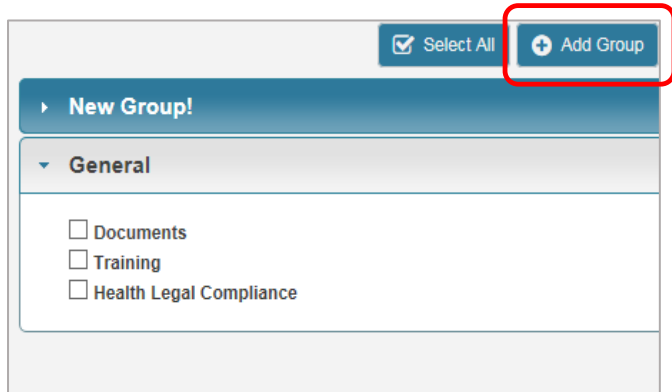 Select All
Add Group
New Group!
General
Documents
Training
Health Legal Compliance